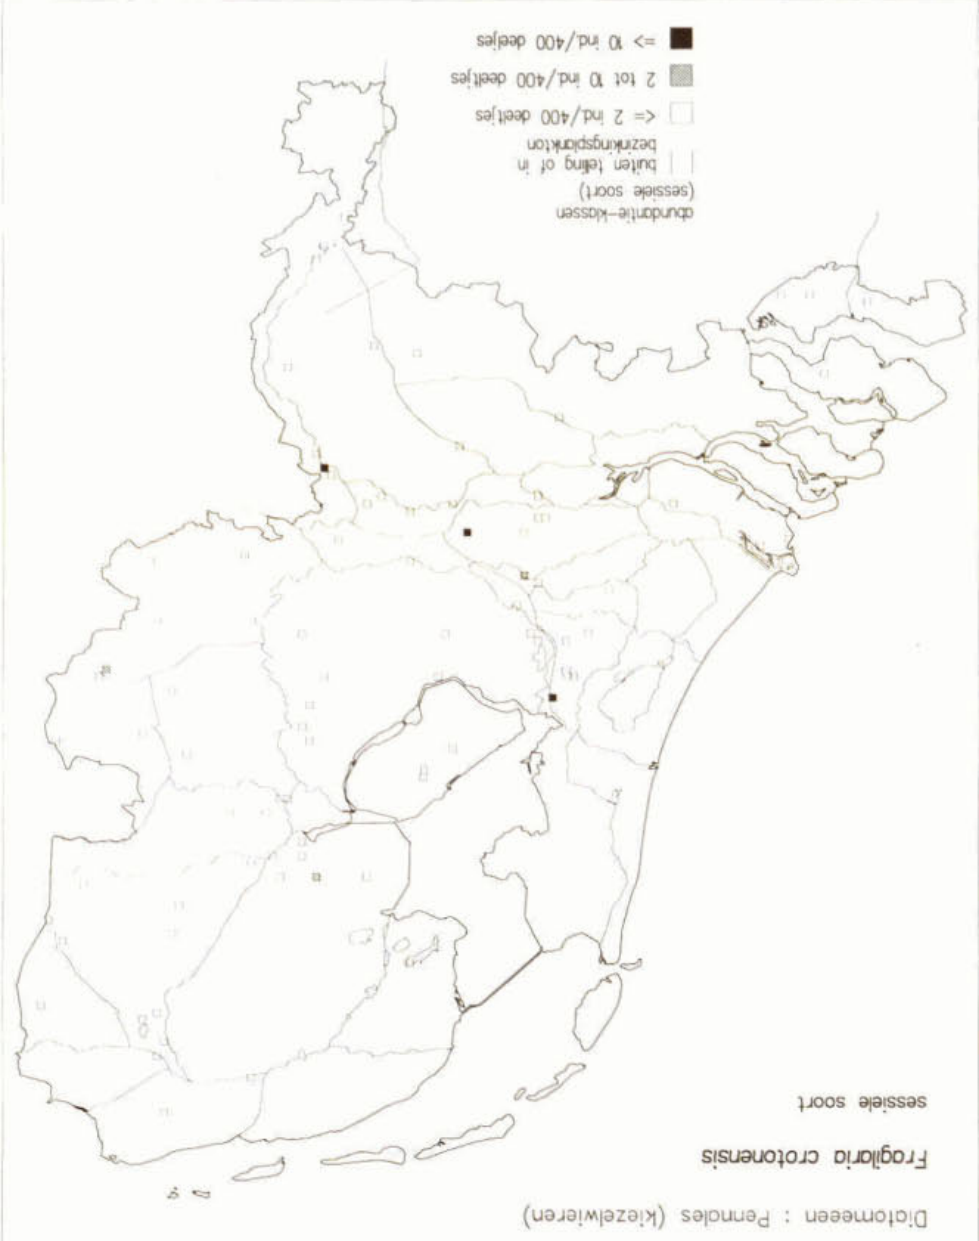 Diatomeeen : Pennales (kiezelwieren)
Fragilaria crotonensis
sessiele soort
abundantie-klassen
(sessiele soort)
buiten telling of in
bezinkingsplankton
<= 2 ind./400 deeltjes
2 tot 10 ind./400 deeltjes
=> 10 ind./400 deeljes